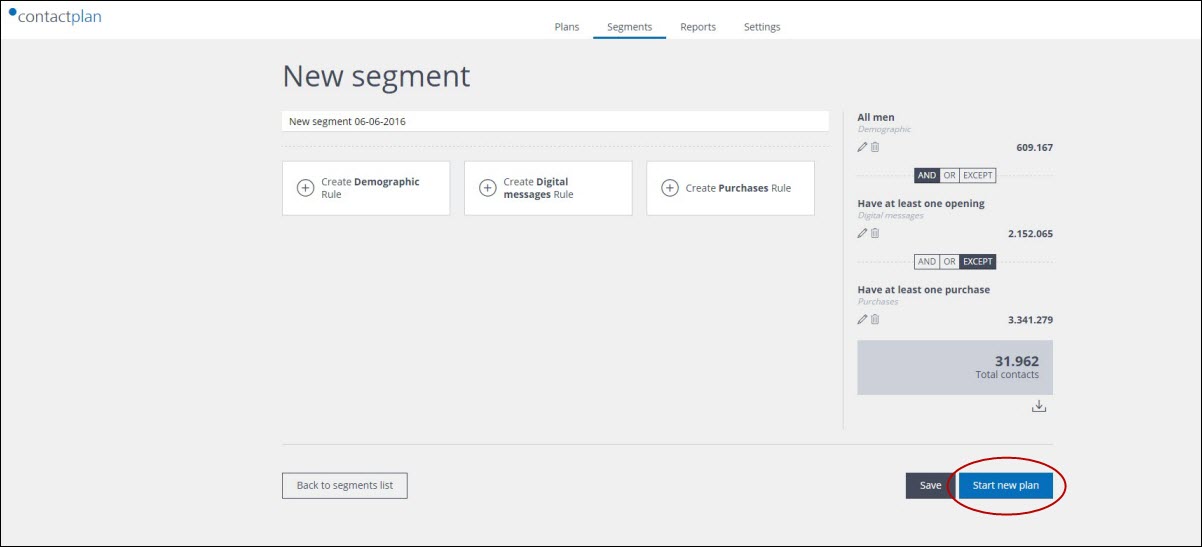 contactplan
Plans Segments Reports Settings
New segment
New segment 06-06-2016
Create Demographic
Rule
Create Digital
messages Rule
Create Purchases Rule
All men
Demographic
609.167
AND OR EXCEPT
Have at least one opening
Digital messages
2.152.065
AND OR EXCEPT
Have at least one purchase
Purchases
3.341.279
31.962
Total contacts
Back to segments list
Save
Start new plan